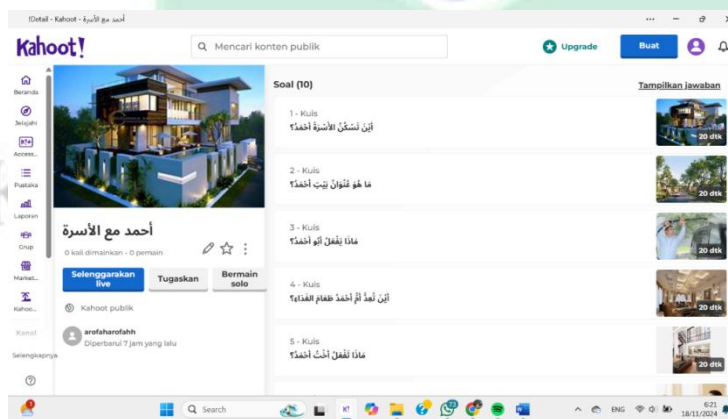 !Detail - Kahoot - أحمد مع الأسرة
Kahoot!
Mencari konten publik
Upgrade
Buat
Beranda
Jelajahi
Access...
Pustaka
Laporan
Grup
Market...
Kahoo...
Kanal
Selengkapnya
أحمد مع الأسرة
0 kali dimainkan - 0 pemain
Selenggarakan live
Tugaskan
Bermain solo
Kahoot publik
arofaharofahh
Diperbarui 7 jam yang lalu
Soal (10)
Tampilkan jawaban
1 - Kuis
أَيْنَ تَسْكُنُ الأُسْرَةُ أَحْمَدُ؟
20 dtk
2 - Kuis
مَا هُوَ عُنْوَانُ بَيْتِ أَحْمَدُ؟
20 dtk
3 - Kuis
مَاذَا يَفْعَلُ أَبُو أَحْمَدُ؟
20 dtk
4 - Kuis
أَيْنَ تُعِدُّ أُمُّ أَحْمَدُ طَعَامَ الغَدَاءِ؟
20 dtk
5 - Kuis
مَاذَا تَفْعَلُ أُخْتُ أَحْمَدُ؟
20 dtk
Search
ENG
6:21
18/11/2024